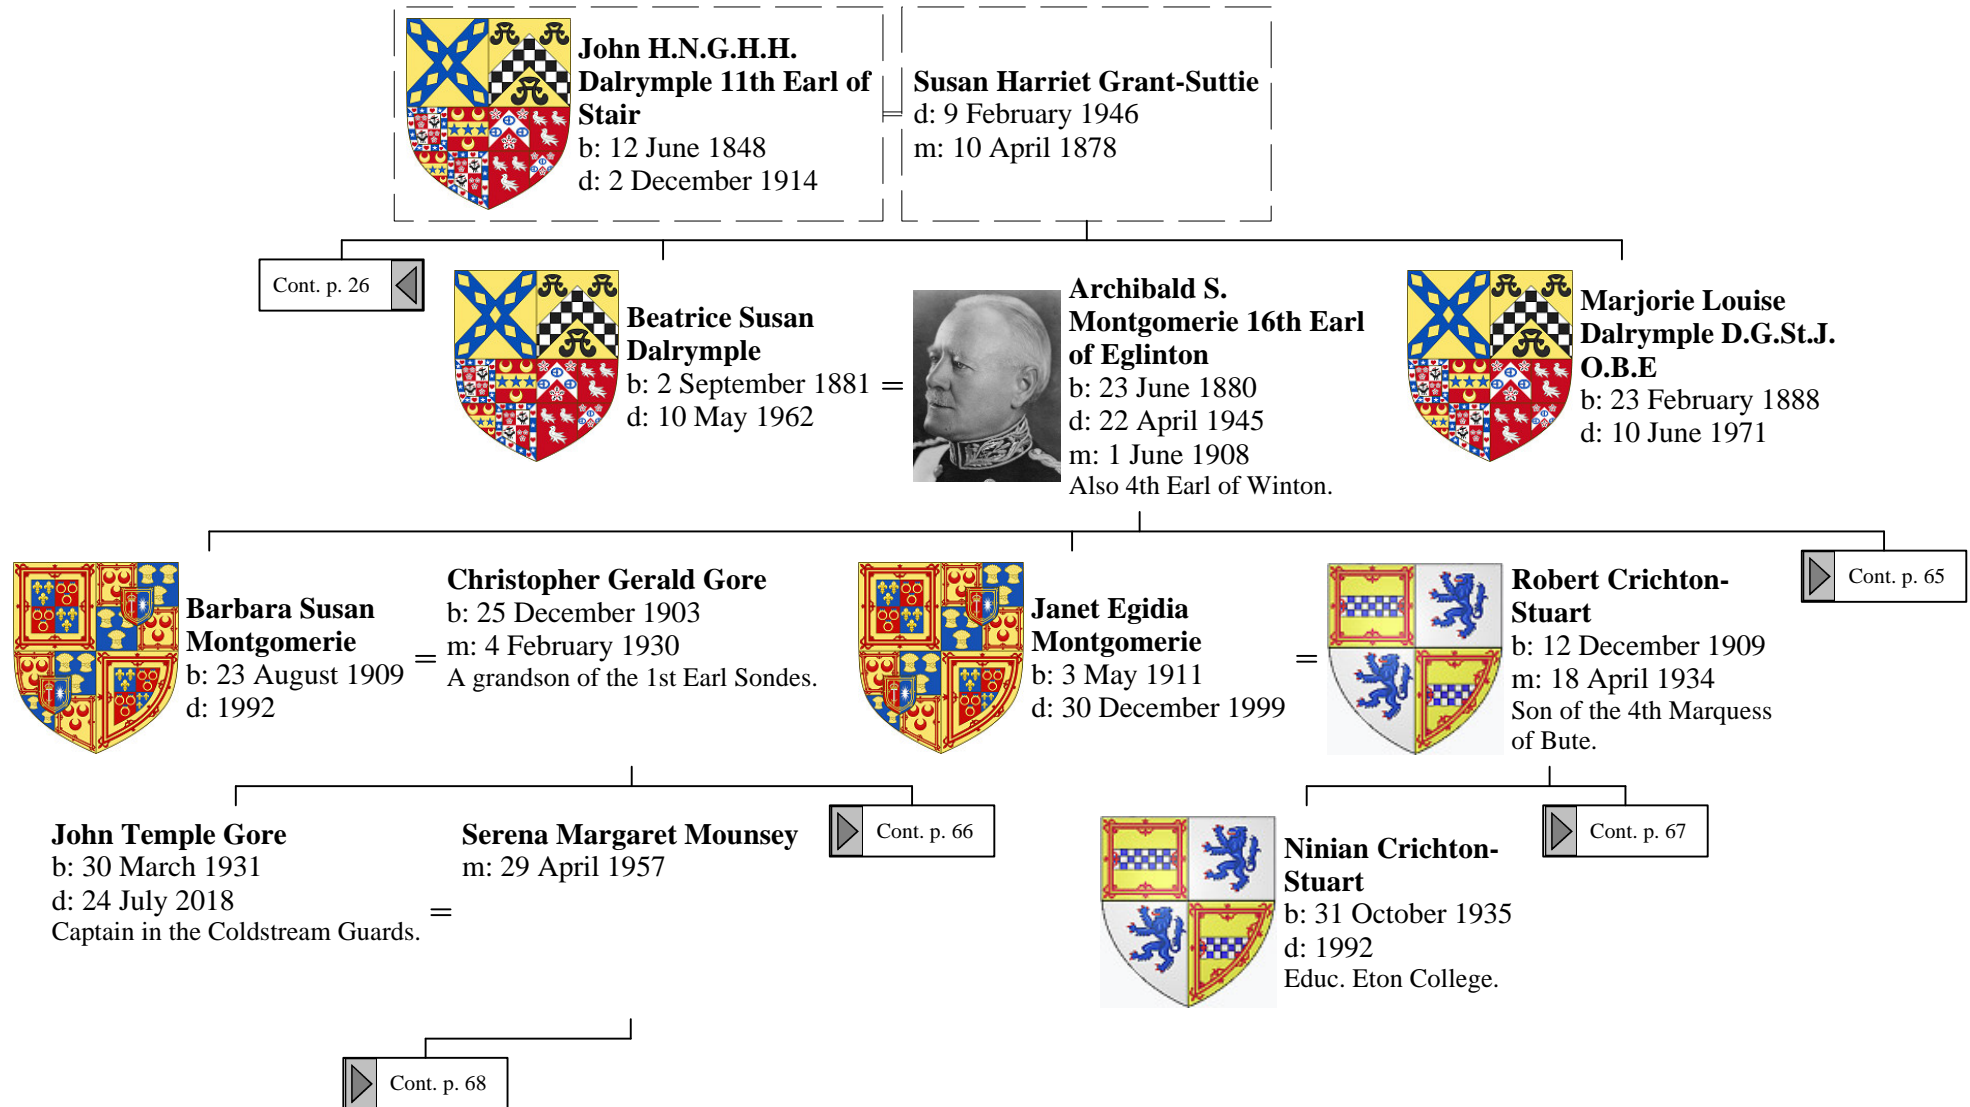 John H.N.G.H.H.
Dalrymple 11th Earl of
Stair
b: 12 June 1848
d: 2 December 1914
=
Susan Harriet Grant-Suttie
d: 9 February 1946
m: 10 April 1878
Cont. p. 26
Beatrice Susan
Dalrymple
b: 2 September 1881
d: 10 May 1962
=
Archibald S.
Montgomerie 16th Earl
of Eglinton
b: 23 June 1880
d: 22 April 1945
m: 1 June 1908
Also 4th Earl of Winton.
Marjorie Louise
Dalrymple D.G.St.J.
O.B.E
b: 23 February 1888
d: 10 June 1971
Barbara Susan
Montgomerie
b: 23 August 1909
d: 1992
=
Christopher Gerald Gore
b: 25 December 1903
m: 4 February 1930
A grandson of the 1st Earl Sondes.
Janet Egidia
Montgomerie
b: 3 May 1911
d: 30 December 1999
=
Robert Crichton-
Stuart
b: 12 December 1909
m: 18 April 1934
Son of the 4th Marquess
of Bute.
Cont. p. 65
John Temple Gore
b: 30 March 1931
d: 24 July 2018
Captain in the Coldstream Guards.
=
Serena Margaret Mounsey
m: 29 April 1957
Cont. p. 66
Ninian Crichton-
Stuart
b: 31 October 1935
d: 1992
Educ. Eton College.
Cont. p. 67
Cont. p. 68